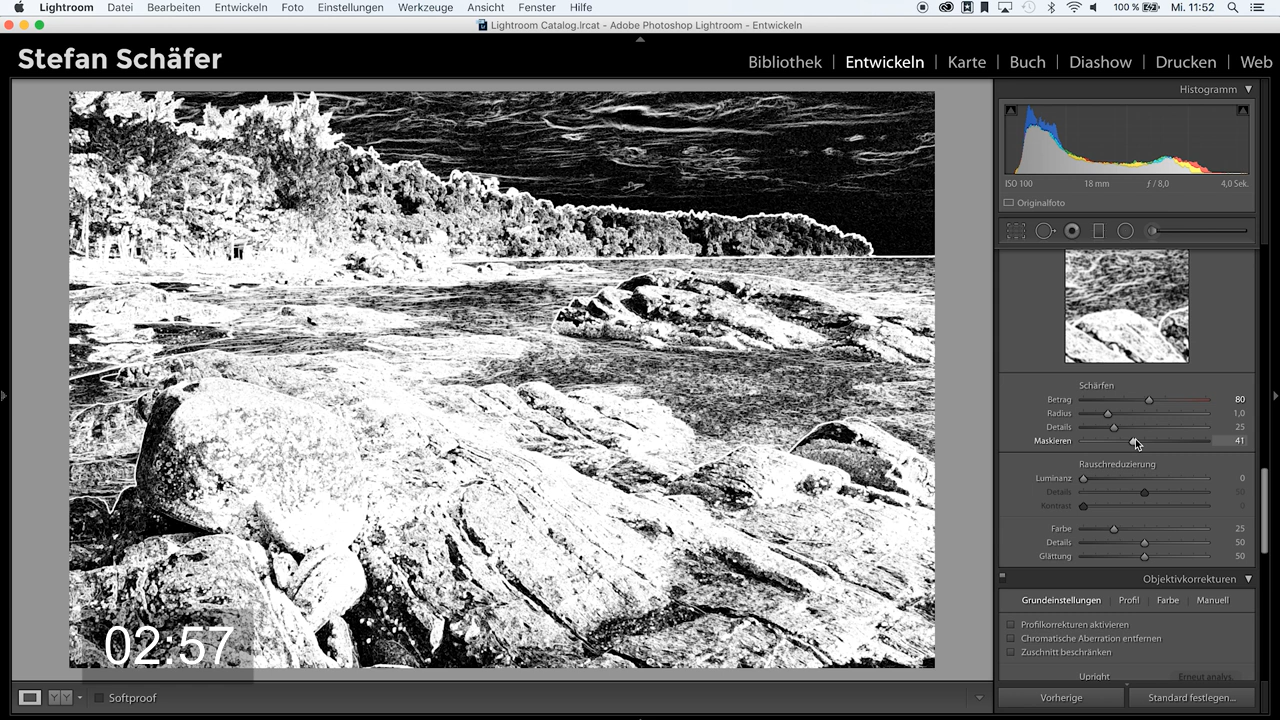 Lightroom Datei Bearbeiten Entwickeln Foto Einstellungen Werkzeuge Ansicht Fenster Hilfe 100 % Mi. 11:52
Lightroom Catalog.lrcat - Adobe Photoshop Lightroom - Entwickeln
Stefan Schäfer Bibliothek | Entwickeln | Karte | Buch | Diashow | Drucken | Web
Histogramm
ISO 100 18 mm ƒ / 8,0 4,0 Sek.
Originalfoto
Schärfen
Betrag 80
Radius 1,0
Details 25
Maskieren 41
Rauschreduzierung
Luminanz 0
Details 50
Kontrast 0
Farbe 25
Details 50
Glättung 50
Objektivkorrekturen
Grundeinstellungen Profil Farbe Manuell
Profilkorrekturen aktivieren
Chromatische Aberration entfernen
Zuschnitt beschränken
Upright Erneut analys.
02:57
YY Softproof Vorherige Standard festlegen...